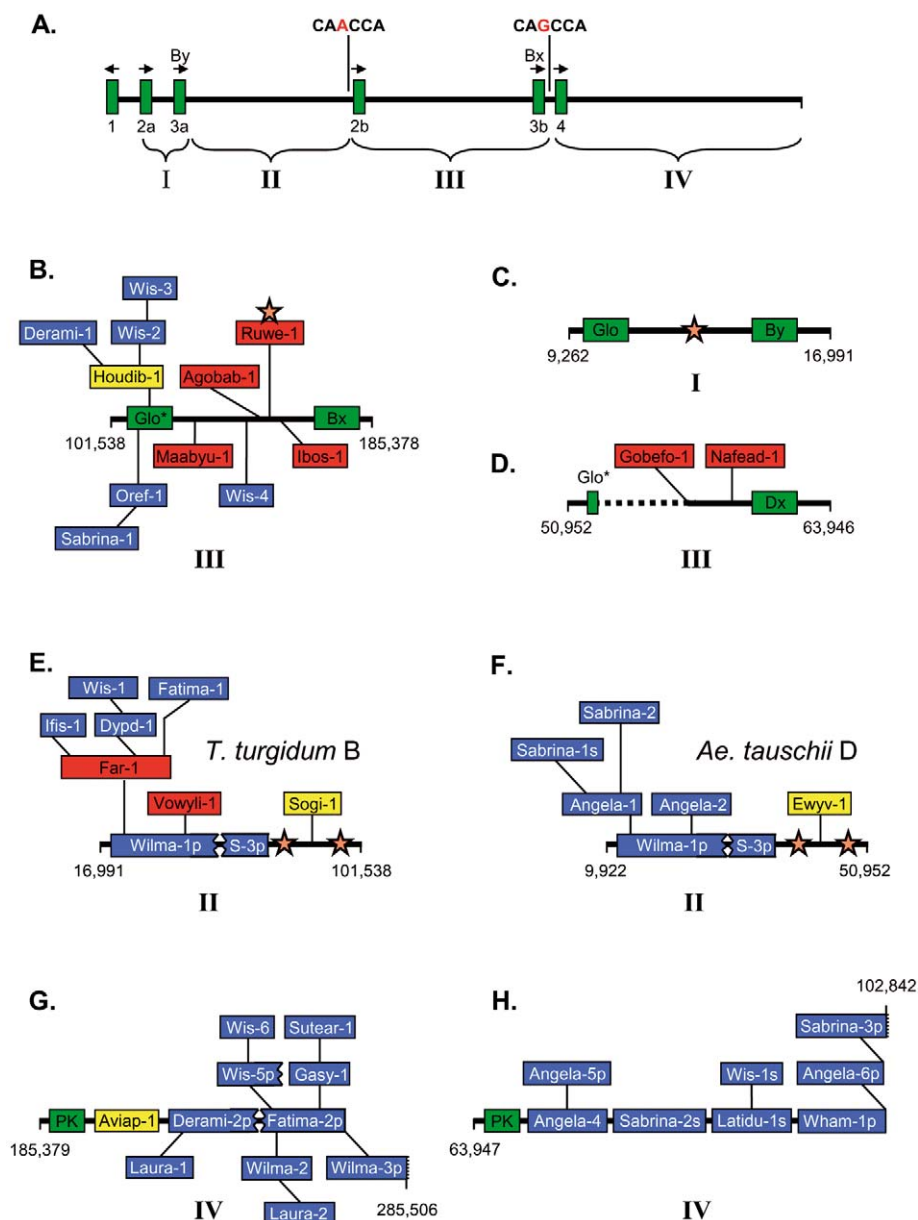 A.
CAACCA
CAGCCA
By
Bx
1 2a 3a 2b 3b 4
I II III IV
B.
Wis-3
Derami-1 Wis-2
Ruwe-1
Houdib-1
Agobab-1
Glo* Bx
101,538 185,378
Maabyu-1 Ibos-1
Oref-1 Wis-4
Sabrina-1
III
C.
Glo By
9,262 16,991
I
D.
Gobefo-1 Nafead-1
Glo*
Dx
50,952 63,946
III
E.
Wis-1 Fatima-1
Ifis-1 Dypd-1
T. turgidum B
Far-1
Vowyli-1 Sogi-1
Wilma-1p S-3p
16,991 101,538
II
F.
Sabrina-2
Sabrina-1s
Ae. tauschii D
Angela-1 Angela-2 Ewyv-1
Wilma-1p S-3p
9,922 50,952
II
G.
Wis-6 Sutear-1
Wis-5p Gasy-1
PK Aviap-1 Derami-2p Fatima-2p
185,379
Laura-1 Wilma-2 Wilma-3p
Laura-2
285,506
IV
H.
102,842
Sabrina-3p
Angela-5p Wis-1s Angela-6p
PK Angela-4 Sabrina-2s Latidu-1s Wham-1p
63,947
IV